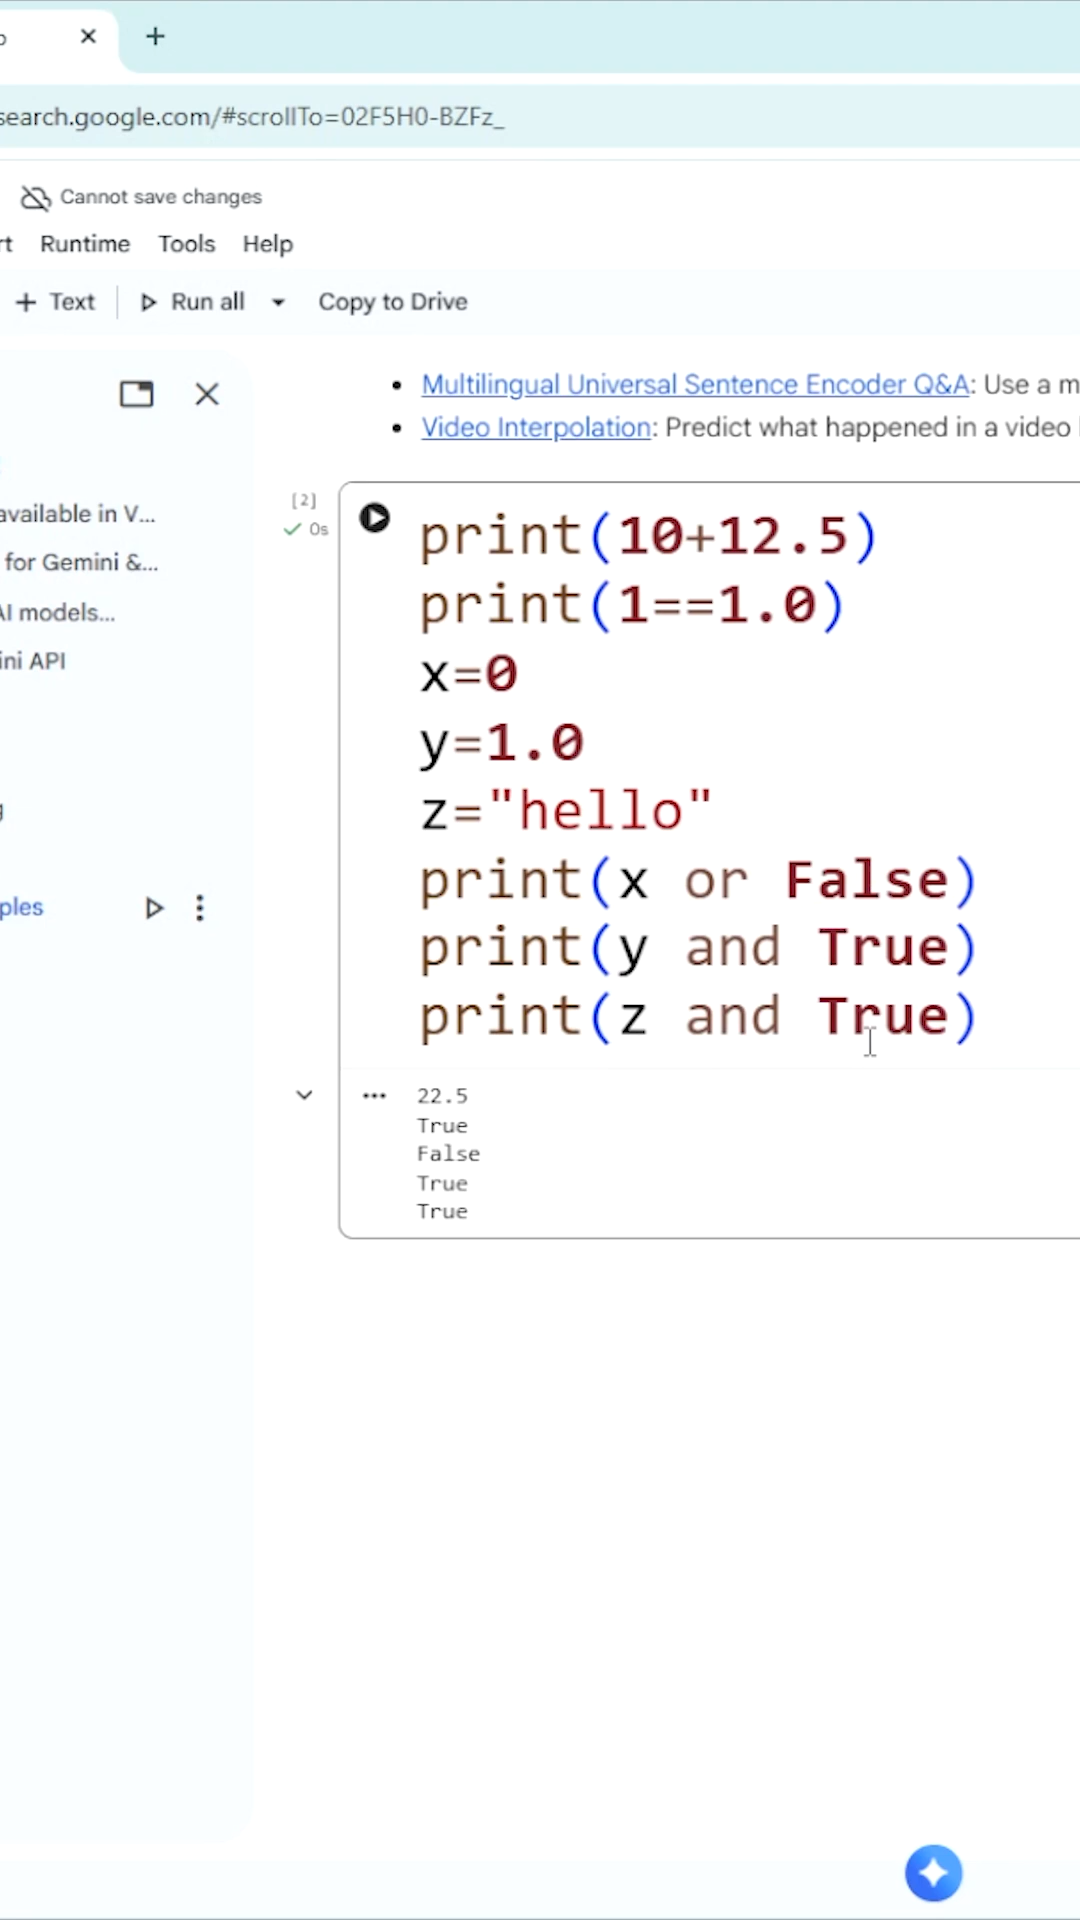 search.google.com/#scrollTo=02F5H0-BZFz_
Cannot save changes
rt Runtime Tools Help
+ Text Run all Copy to Drive
• Multilingual Universal Sentence Encoder Q&A: Use a m
• Video Interpolation: Predict what happened in a video
available in V...
for Gemini &...
AI models...
ini API
g
ples
[2]
0s
print(10+12.5)
print(1==1.0)
x=0
y=1.0
z="hello"
print(x or False)
print(y and True)
print(z and True)
22.5
True
False
True
True